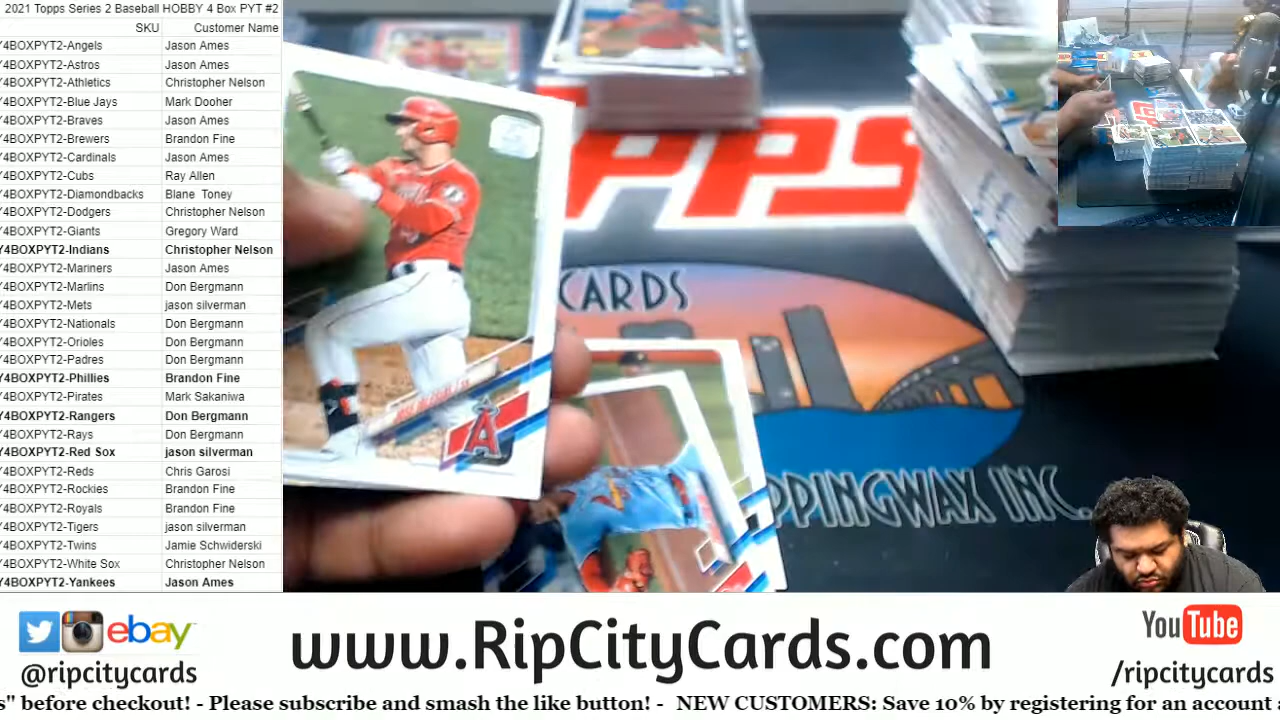 2021 Topps Series 2 Baseball HOBBY 4 Box PYT #2
SKU Customer Name
Y4BOXPYT2-Angels Jason Ames
Y4BOXPYT2-Astros Jason Ames
Y4BOXPYT2-Athletics Christopher Nelson
Y4BOXPYT2-Blue Jays Mark Dooher
Y4BOXPYT2-Braves Jason Ames
Y4BOXPYT2-Brewers Brandon Fine
Y4BOXPYT2-Cardinals Jason Ames
Y4BOXPYT2-Cubs Ray Allen
Y4BOXPYT2-Diamondbacks Blane Toney
Y4BOXPYT2-Dodgers Christopher Nelson
Y4BOXPYT2-Giants Gregory Ward
Y4BOXPYT2-Indians Christopher Nelson
Y4BOXPYT2-Mariners Jason Ames
Y4BOXPYT2-Marlins Don Bergmann
Y4BOXPYT2-Mets jason silverman
Y4BOXPYT2-Nationals Don Bergmann
Y4BOXPYT2-Orioles Don Bergmann
Y4BOXPYT2-Padres Don Bergmann
Y4BOXPYT2-Phillies Brandon Fine
Y4BOXPYT2-Pirates Mark Sakaniwa
Y4BOXPYT2-Rangers Don Bergmann
Y4BOXPYT2-Rays Don Bergmann
Y4BOXPYT2-Red Sox jason silverman
Y4BOXPYT2-Reds Chris Garosi
Y4BOXPYT2-Rockies Brandon Fine
Y4BOXPYT2-Royals Brandon Fine
Y4BOXPYT2-Tigers jason silverman
Y4BOXPYT2-Twins Jamie Schwiderski
Y4BOXPYT2-White Sox Christopher Nelson
Y4BOXPYT2-Yankees Jason Ames
A
PPS
CARDS
PPINGWAX INC.
ebay
@ripcitycards
www.RipCityCards.com
YouTube
/ripcitycards
s" before checkout! - Please subscribe and smash the like button! - NEW CUSTOMERS: Save 10% by registering for an account